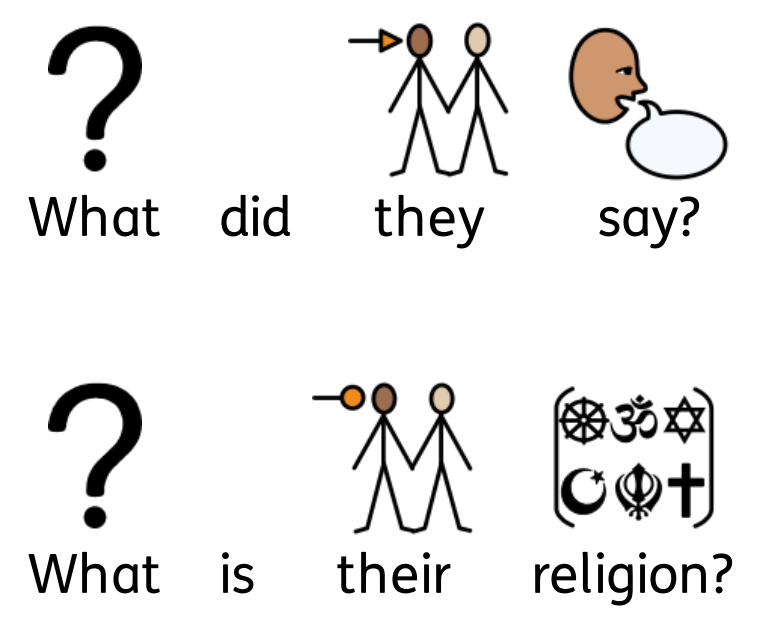 What did they say?
What is their religion?